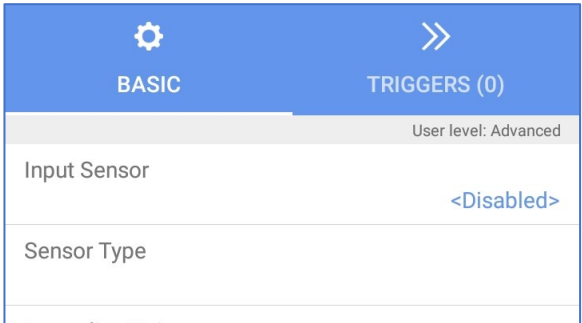 BASIC
TRIGGERS (0)
User level: Advanced
Input Sensor
<Disabled>
Sensor Type